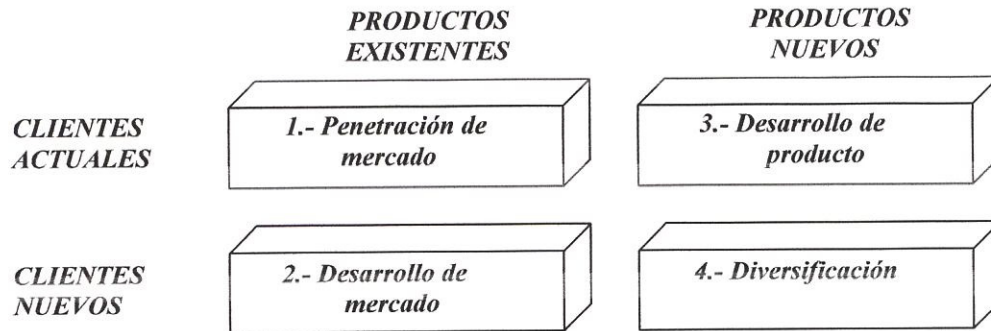 PRODUCTOS
EXISTENTES
PRODUCTOS
NUEVOS
CLIENTES
ACTUALES
1.- Penetración de
mercado
3.- Desarrollo de
producto
CLIENTES
NUEVOS
2.- Desarrollo de
mercado
4.- Diversificación